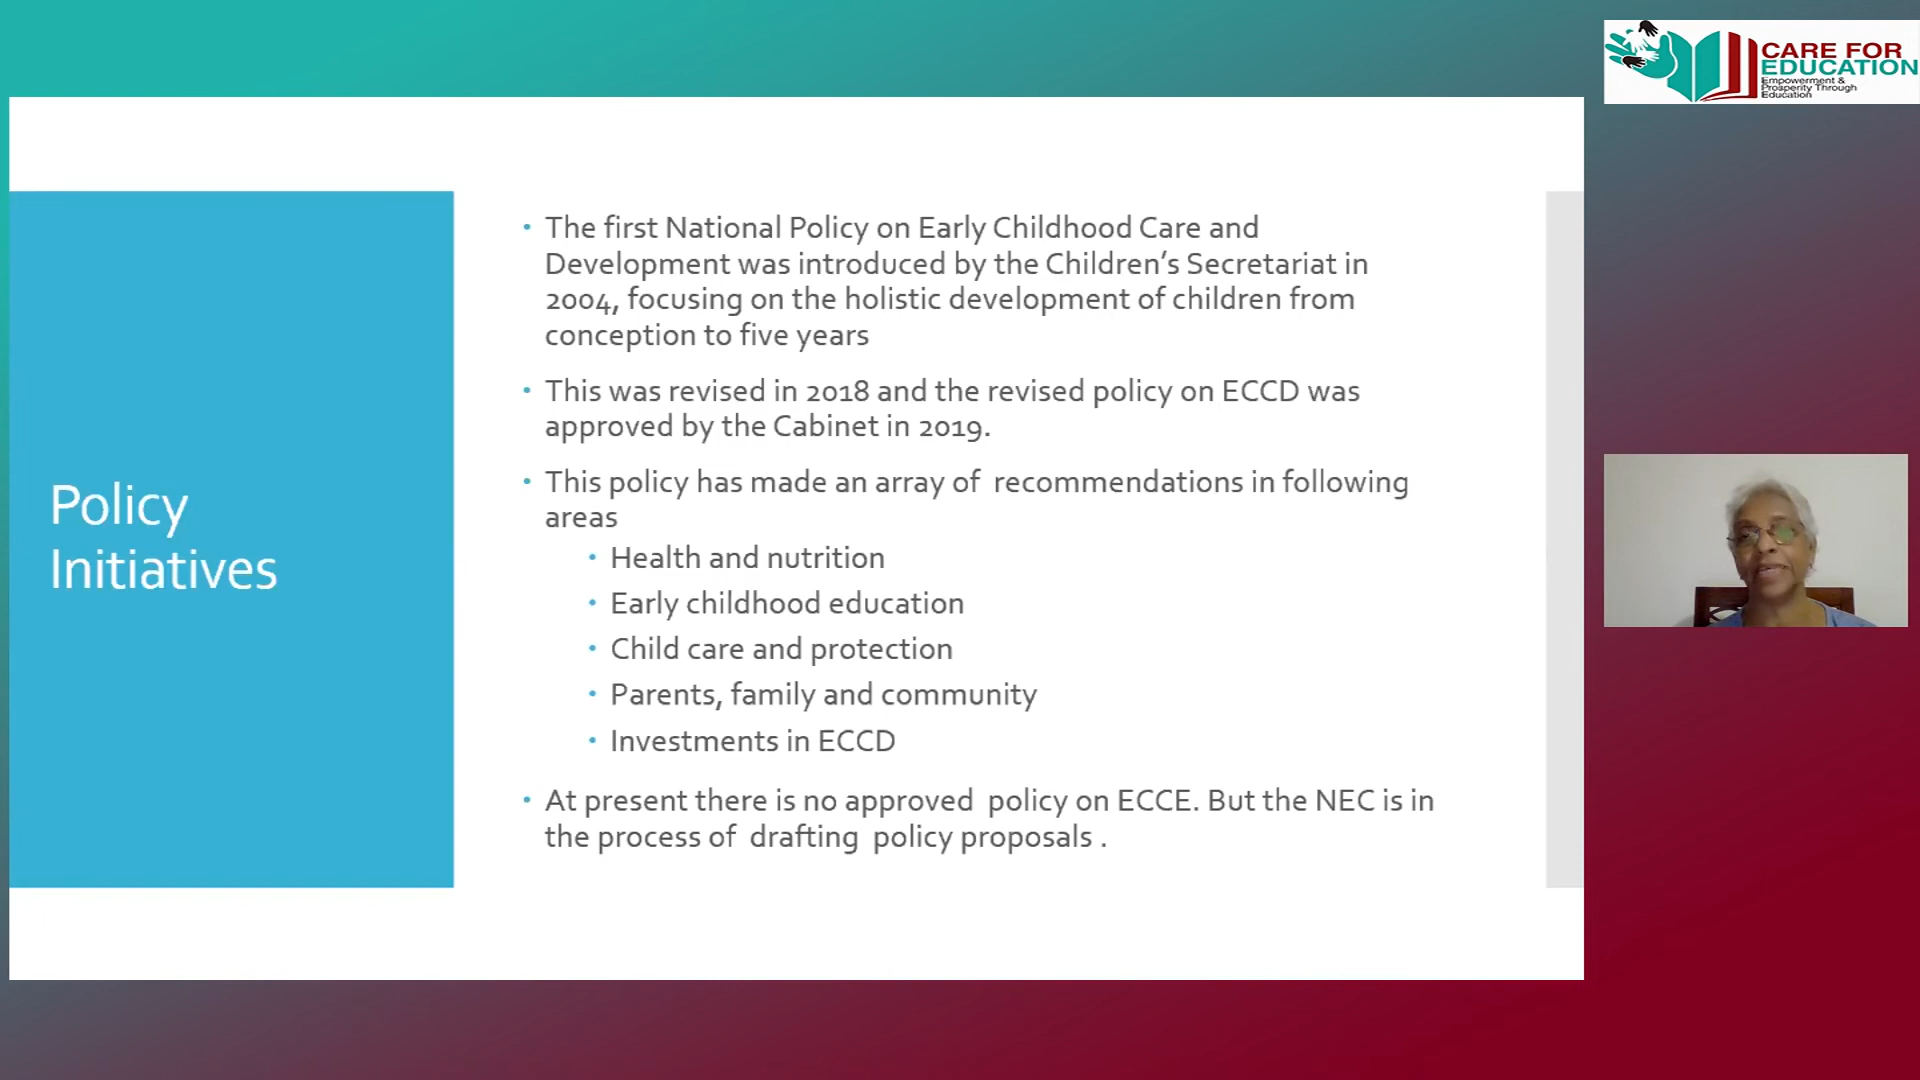 CARE FOR
EDUCATION
Empowerment &
Prosperity Through
Education
Policy
Initiatives
• The first National Policy on Early Childhood Care and
Development was introduced by the Children’s Secretariat in
2004, focusing on the holistic development of children from
conception to five years
• This was revised in 2018 and the revised policy on ECCD was
approved by the Cabinet in 2019.
• This policy has made an array of recommendations in following
areas
• Health and nutrition
• Early childhood education
• Child care and protection
• Parents, family and community
• Investments in ECCD
• At present there is no approved policy on ECCE. But the NEC is in
the process of drafting policy proposals .